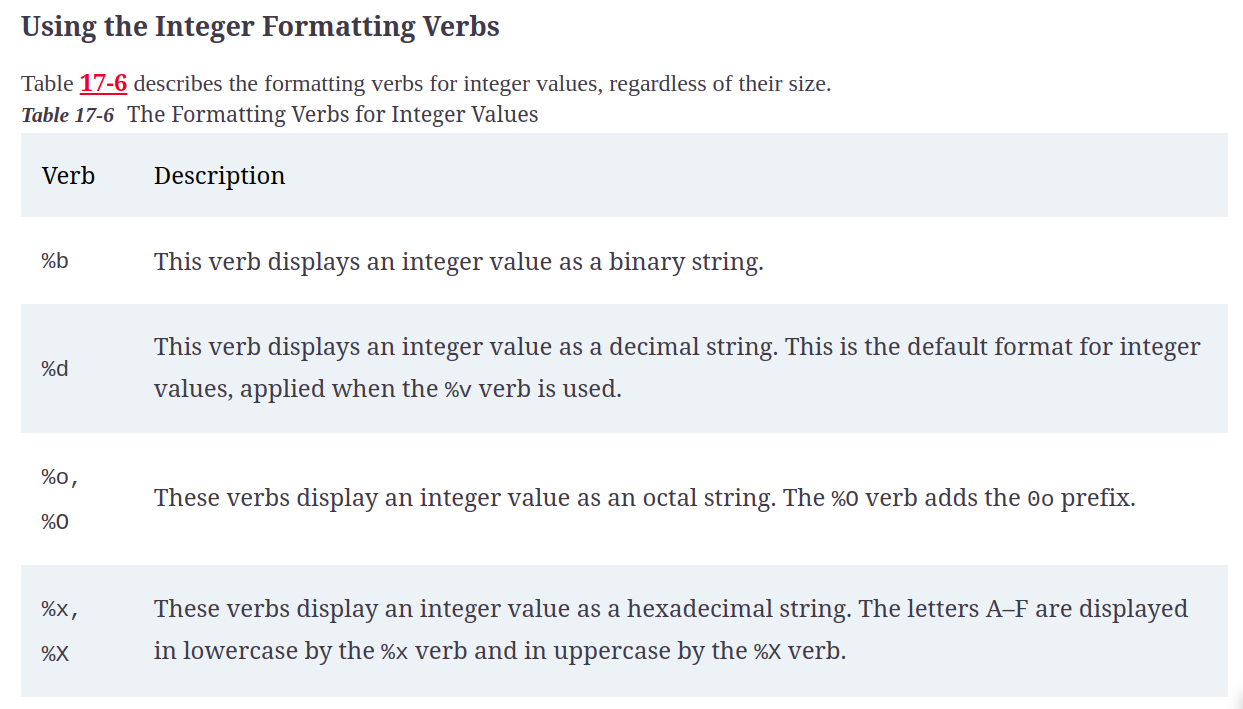 Using the Integer Formatting Verbs
Table 17-6 describes the formatting verbs for integer values, regardless of their size.
Table 17-6 The Formatting Verbs for Integer Values
Verb Description
%b This verb displays an integer value as a binary string.
%d This verb displays an integer value as a decimal string. This is the default format for integer
values, applied when the %v verb is used.
%o,
%O These verbs display an integer value as an octal string. The %O verb adds the 0o prefix.
%x, These verbs display an integer value as a hexadecimal string. The letters A–F are displayed
%X in lowercase by the %x verb and in uppercase by the %X verb.